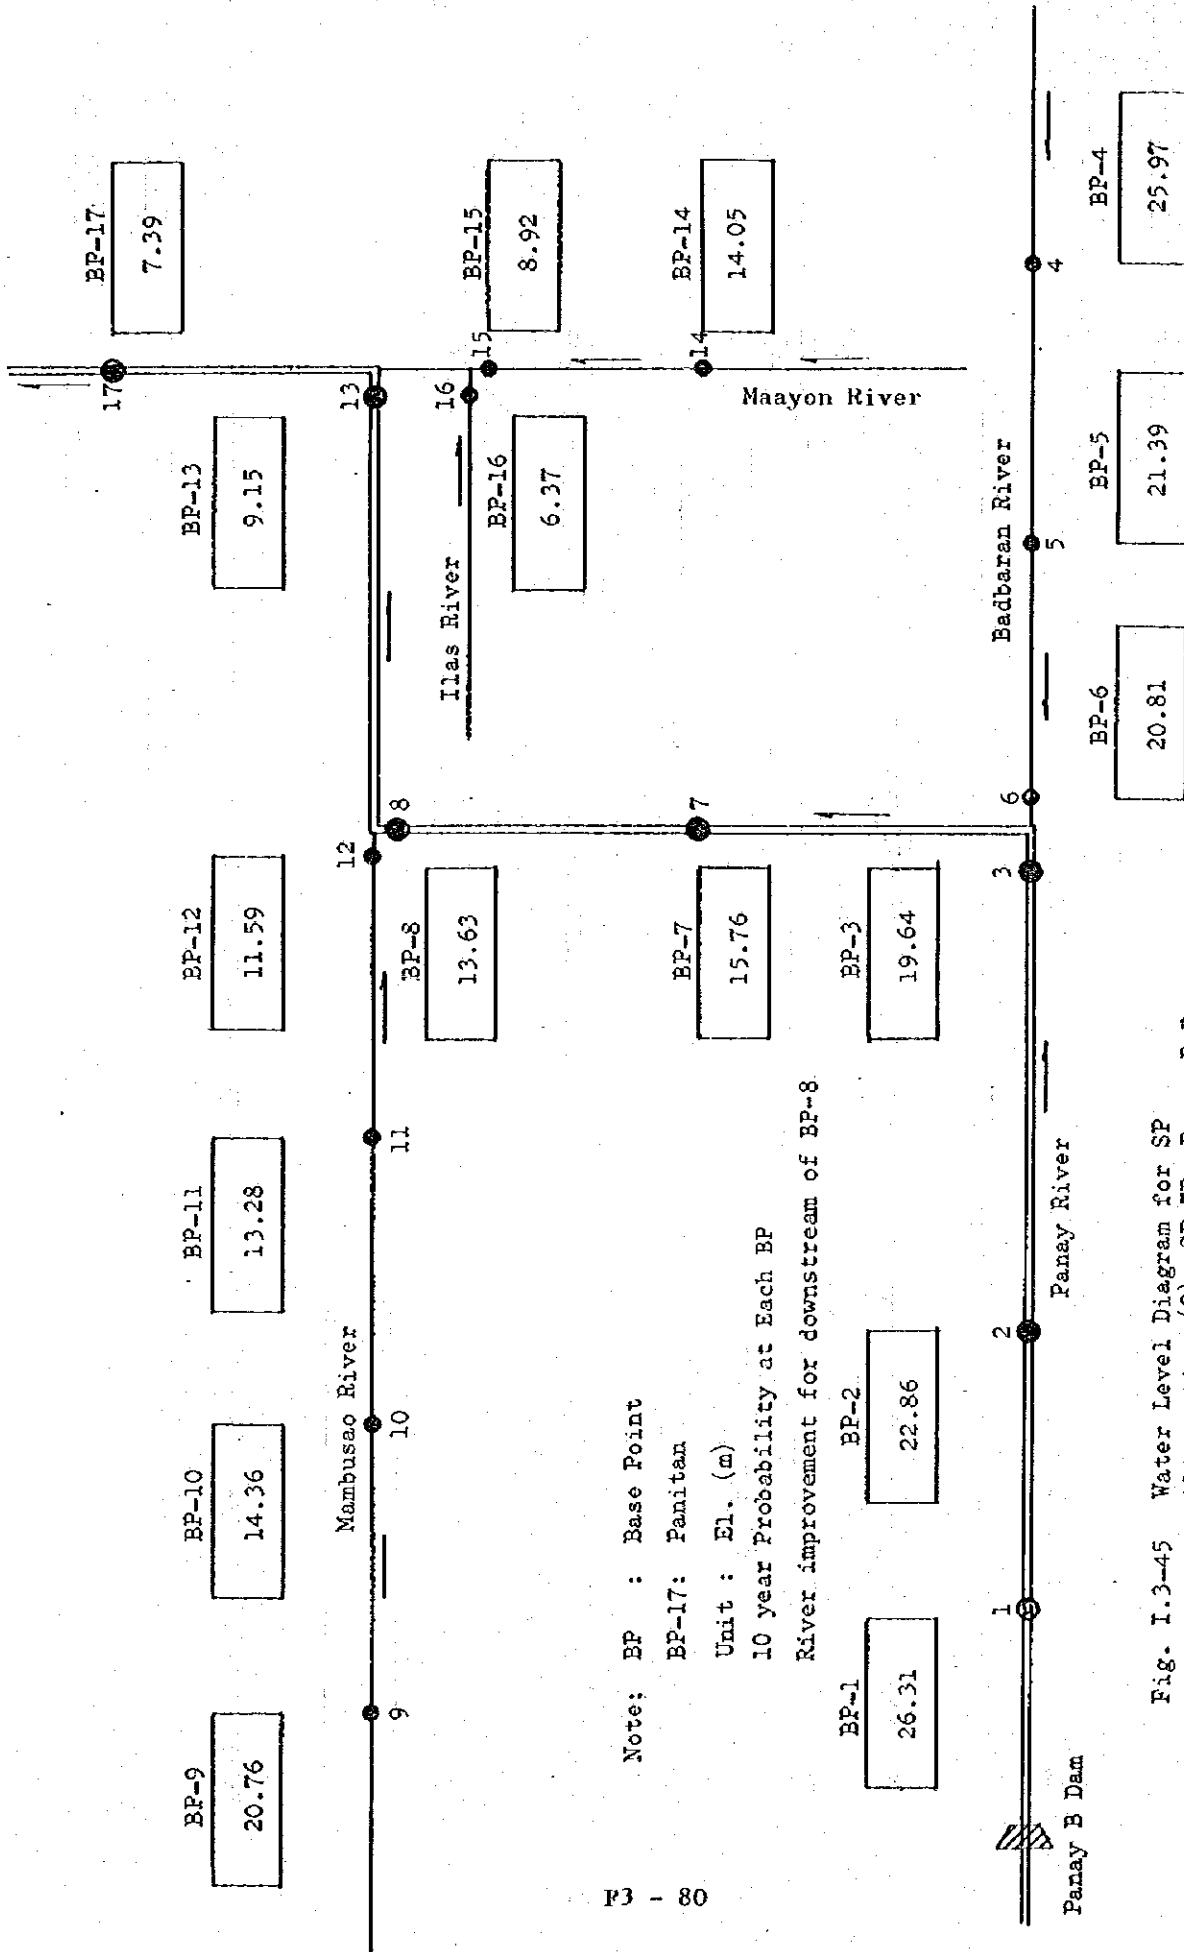 BP-9
20.76
BP-10
14.36
BP-11
13.28
BP-12
11.59
BP-13
9.15
BP-17
7.39
17
Mambusao River
9
10
11
12
8
13
16
15
BP-8
13.63
Ilas River
BP-16
6.37
BP-15
8.92
Note: BP : Base Point
BP-17: Panitan
Unit : El. (m)
10 year Probability at Each BP
River improvement for downstream of BP-8
BP-7
15.76
7
14
BP-14
14.05
Maayon River
BP-1
26.31
BP-2
22.86
BP-3
19.64
Badbaran River
1
2
3
6
5
4
Panay B Dam
Panay River
BP-6
20.81
BP-5
21.39
BP-4
25.97
Fig. I.3-45 Water Level Diagram for SP
P3 - 80